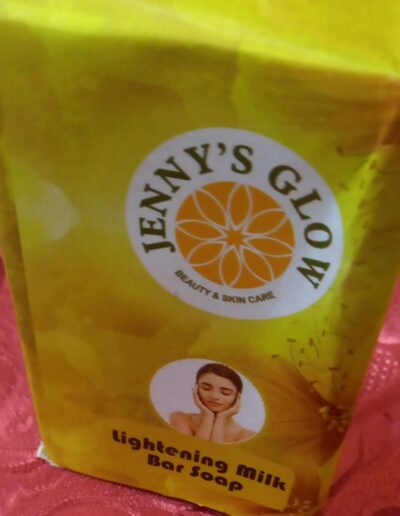 JENNY'S GLOW
BEAUTY & SKIN CARE
Lightening Milk
Bar Soap